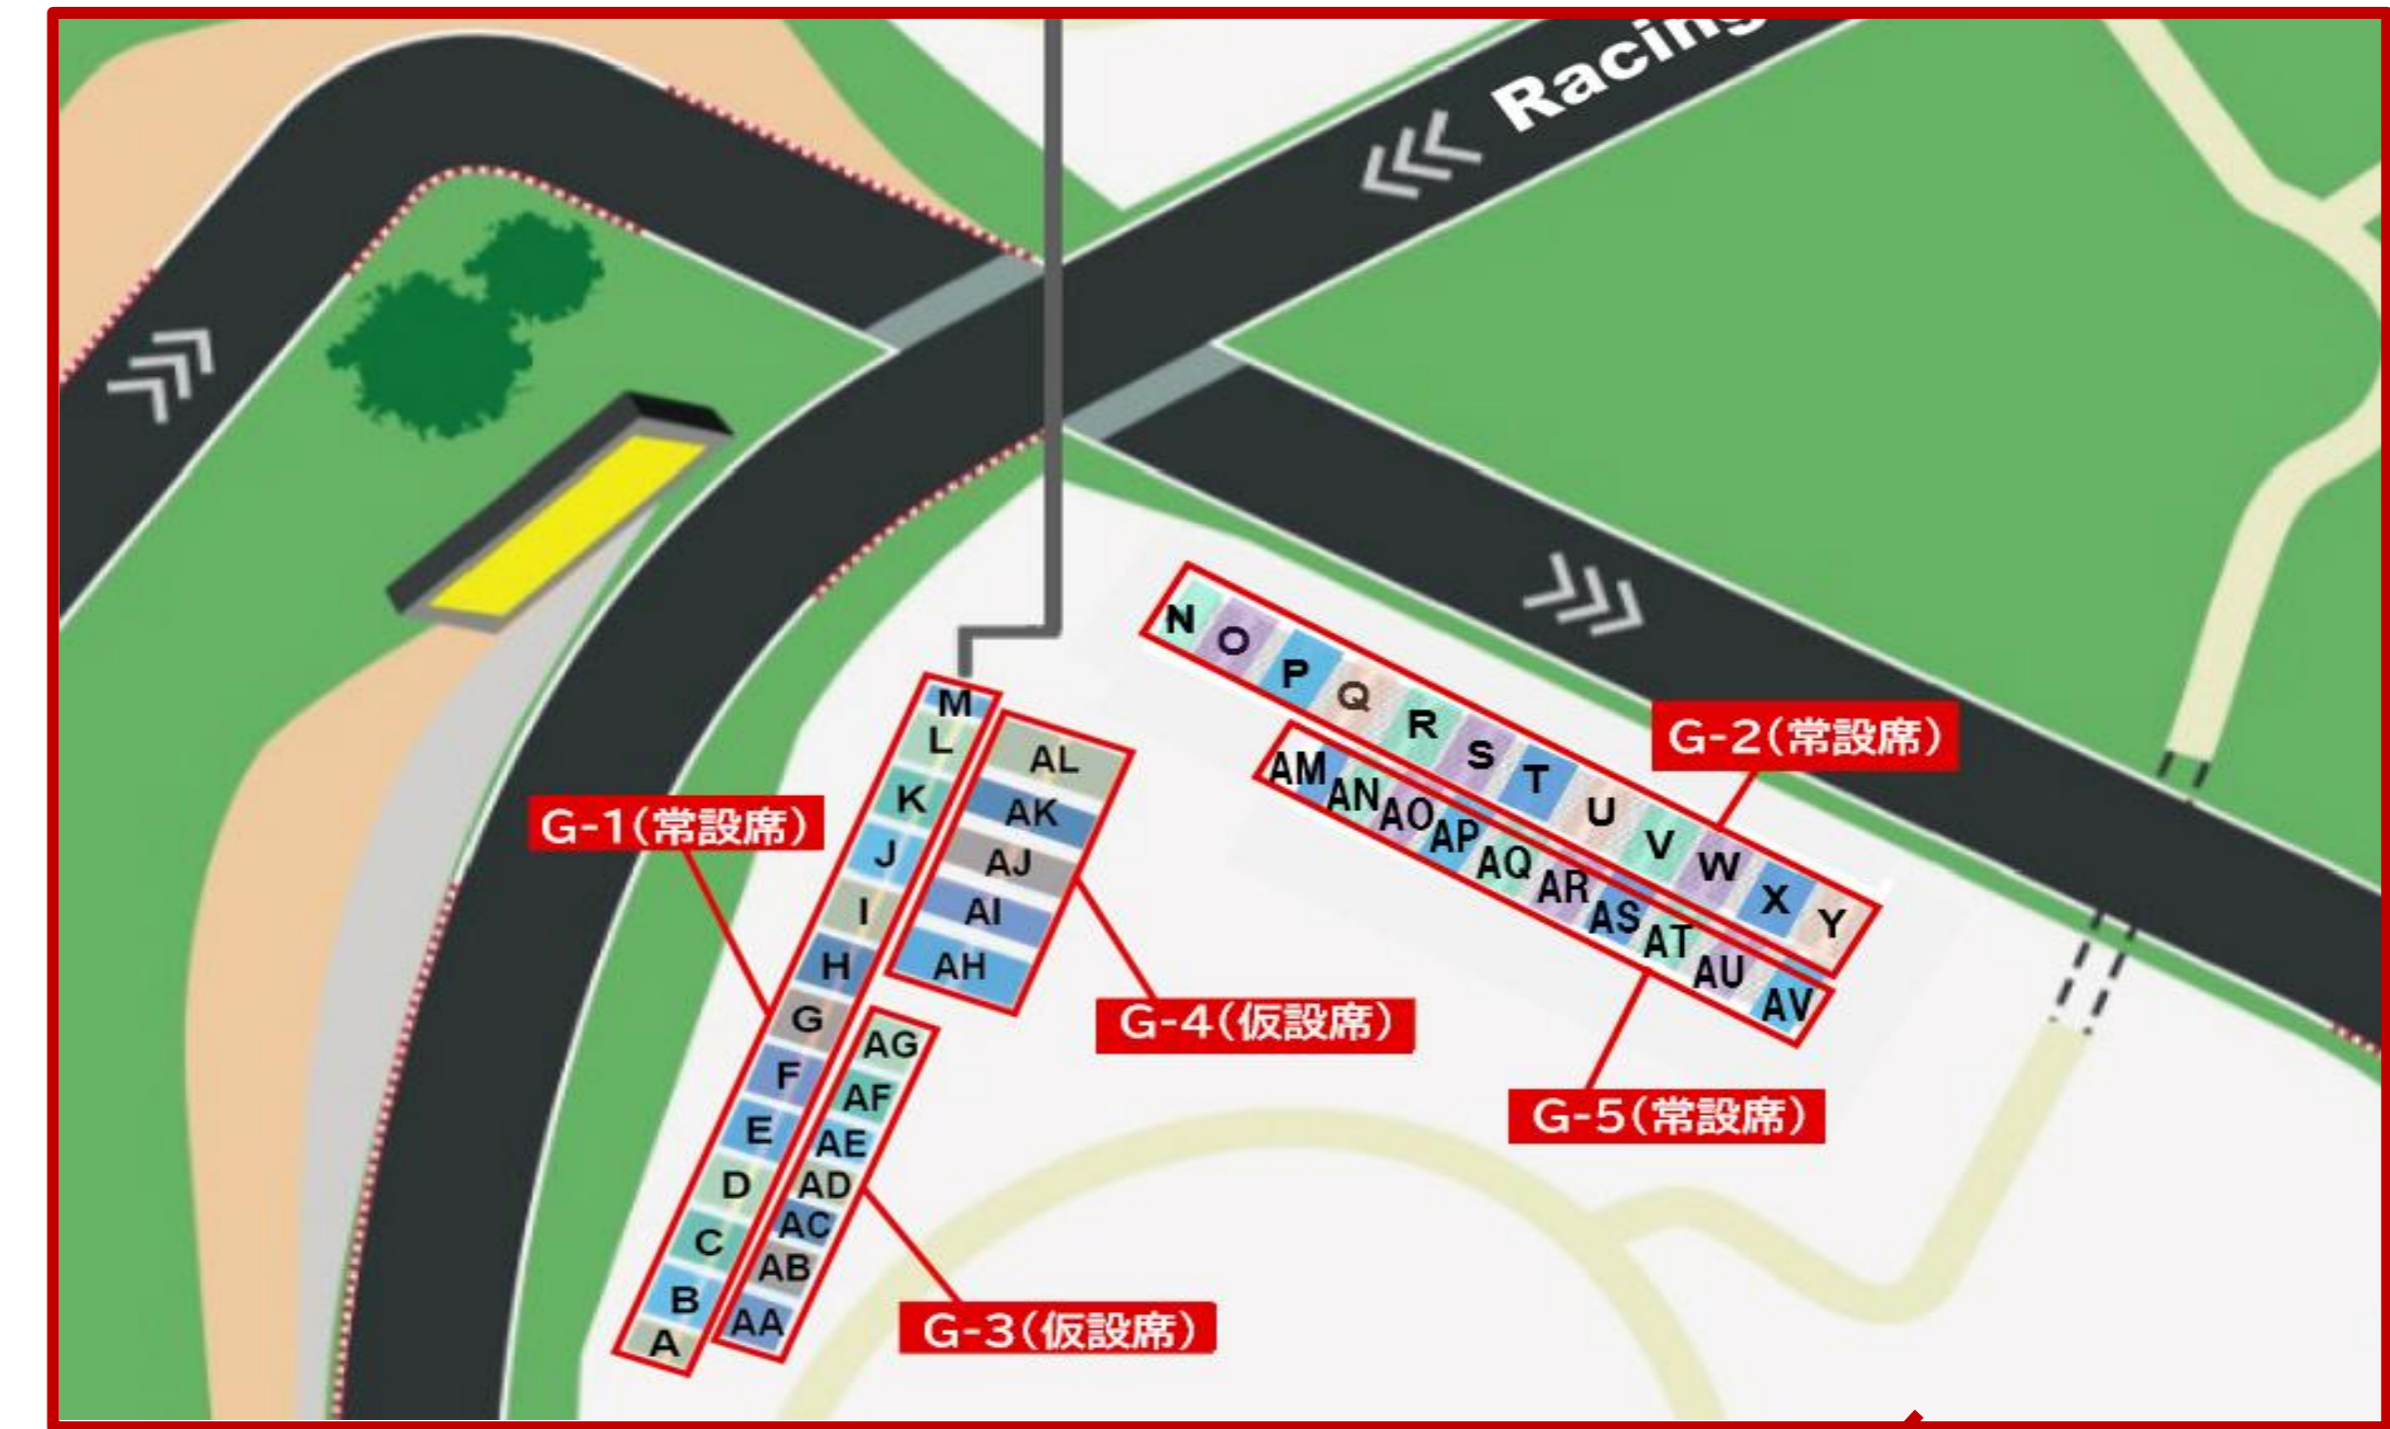 Racing
N
O
P
Q
R
S
T
U
V
W
X
Y
G-2(常設席)
AM
AN
AO
AP
AQ
AR
AS
AT
AU
AV
G-5(常設席)
M
L
K
J
I
H
G
F
E
D
C
B
A
G-1(常設席)
AL
AK
AJ
AI
AH
G-4(仮設席)
AG
AF
AE
AD
AC
AB
AA
G-3(仮設席)